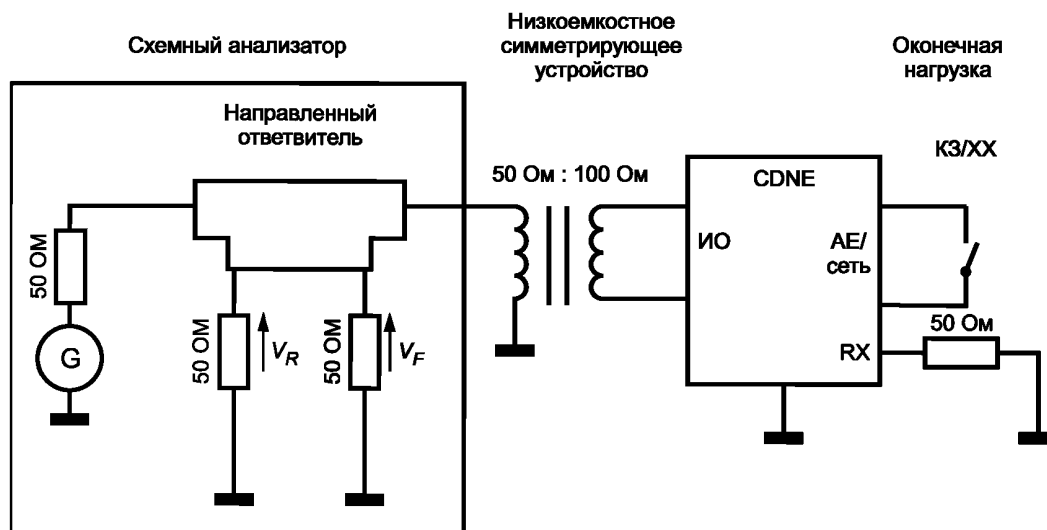 Схемный анализатор
Низкоемкостное
симметрирующее
устройство
Оконечная
нагрузка
Направленный
ответвитель
КЗ/ХХ
50 Ом : 100 Ом
CDNE
ИО
AE/
сеть
50 ОМ
G
50 ОМ
VR
50 ОМ
VF
50 Ом
RX